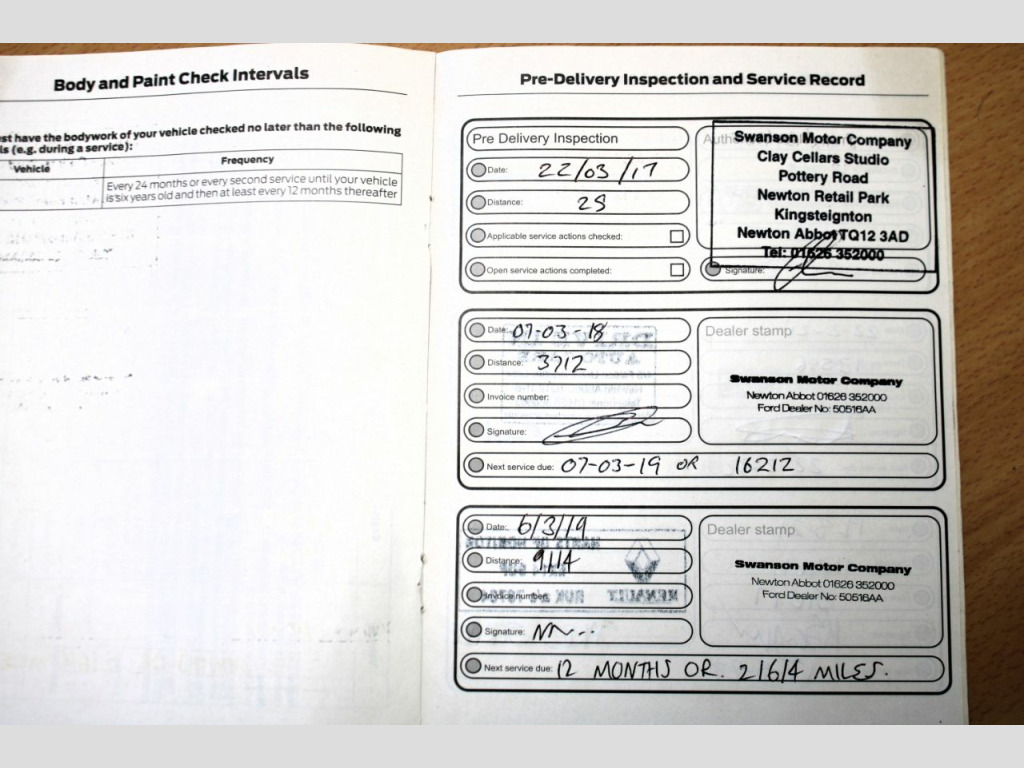 Body and Paint Check Intervals
st have the bodywork of your vehicle checked no later than the following
ls (e.g. during a service):
Vehicle Frequency
Every 24 months or every second service until your vehicle
is six years old and then at least every 12 months thereafter
Pre-Delivery Inspection and Service Record
Pre Delivery Inspection
Date: 22/03/17
Distance: 28
Applicable service actions checked:
Open service actions completed:
Swanson Motor Company
Clay Cellars Studio
Pottery Road
Newton Retail Park
Kingsteignton
Newton Abbot TQ12 3AD
Tel: 01626 352000
Signature:
Date: 07-03-18
Distance: 3712
Invoice number:
Signature:
Dealer stamp
Swanson Motor Company
Newton Abbot 01626 352000
Ford Dealer No: 50516AA
Next service due: 07-03-19 OR 16212
Date: 6/3/19
Distance: 9114
Invoice number:
Signature:
Dealer stamp
Swanson Motor Company
Newton Abbot 01626 352000
Ford Dealer No: 50516AA
Next service due: 12 MONTHS OR. 21614 MILES.